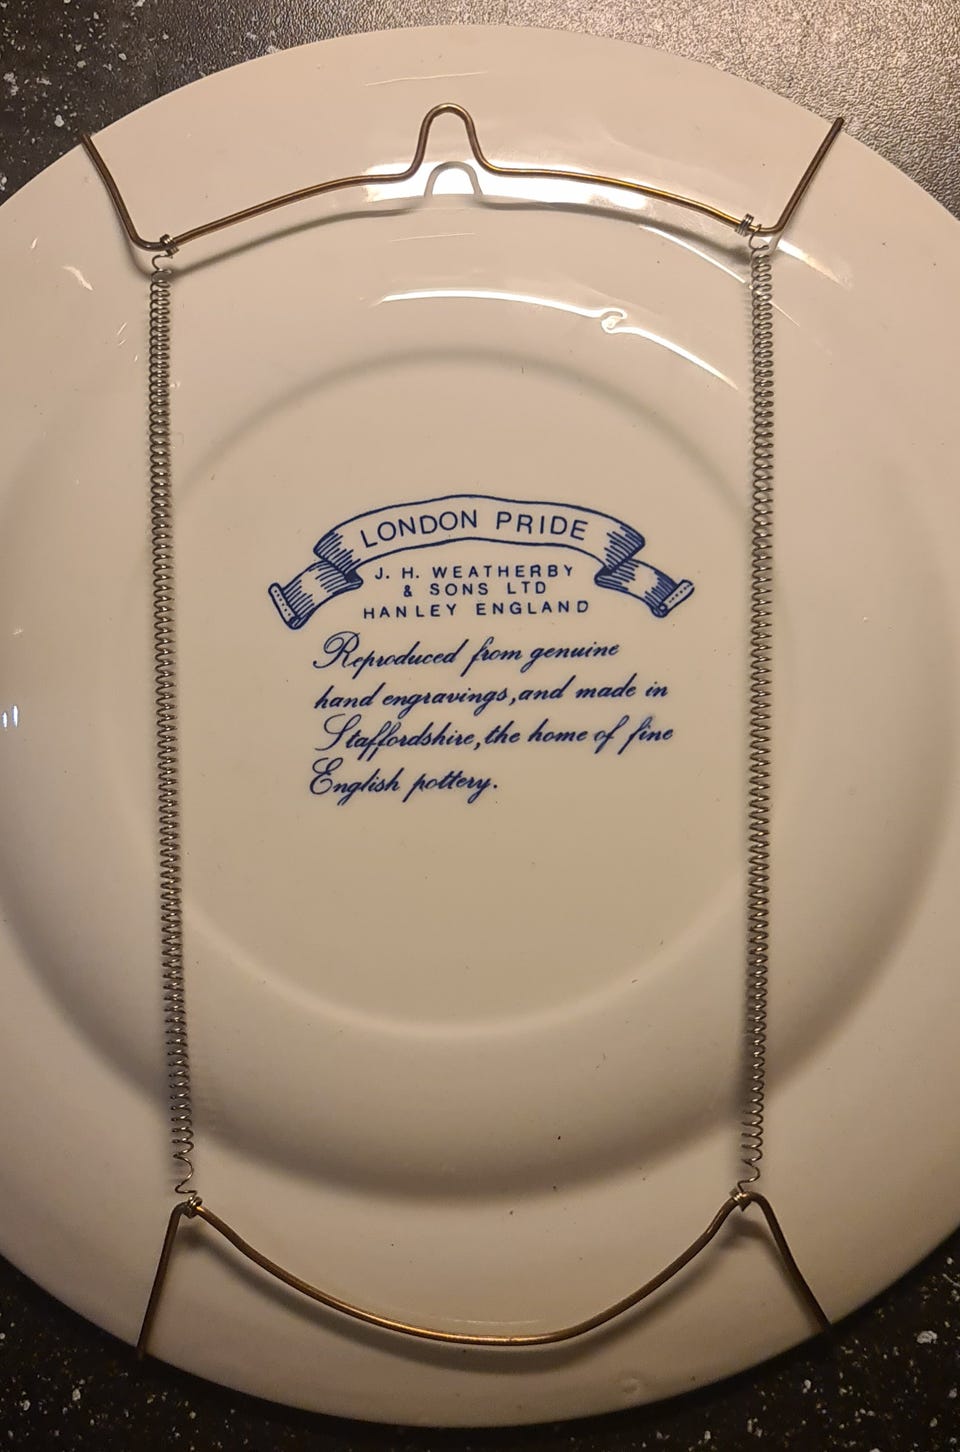 LONDON PRIDE
J. H. WEATHERBY
& SONS LTD
HANLEY ENGLAND
Reproduced from genuine
hand engravings, and made in
Staffordshire, the home of fine
English pottery.